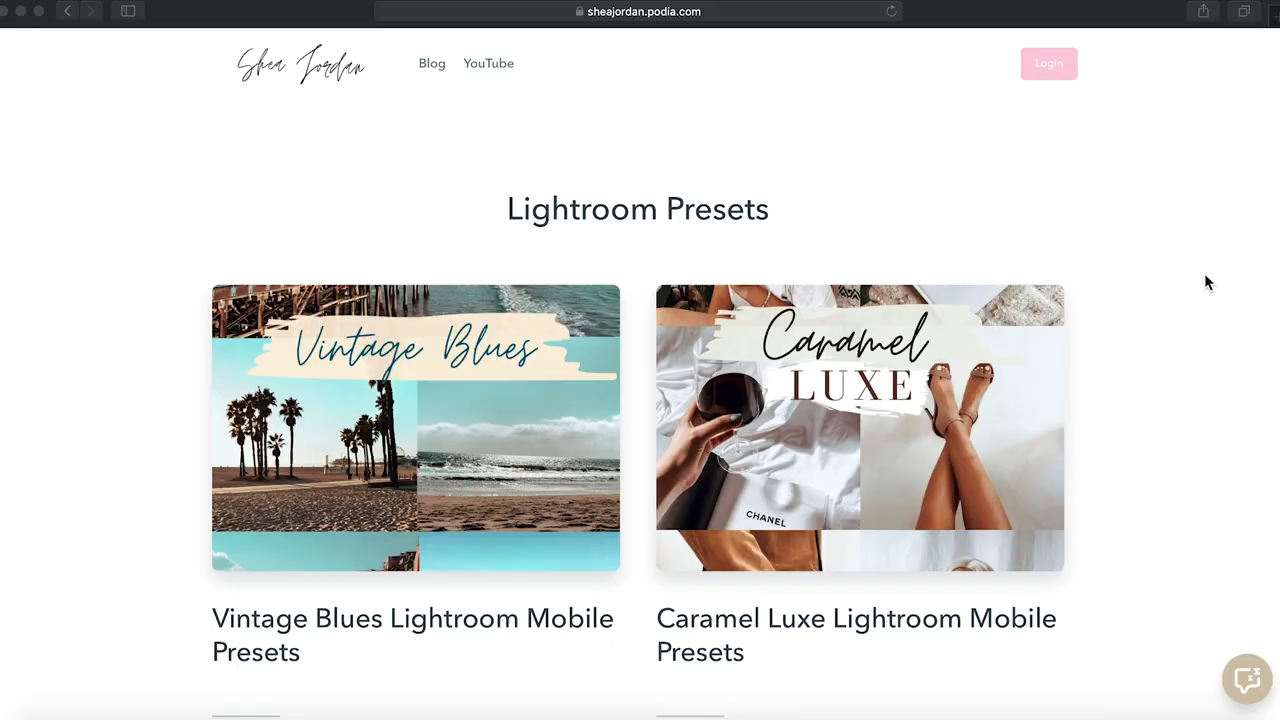 sheajordan.podia.com
Shea Jordan
Blog
YouTube
Login
Lightroom Presets
Vintage Blues
Caramel
LUXE
CHANEL
Vintage Blues Lightroom Mobile
Presets
Caramel Luxe Lightroom Mobile
Presets